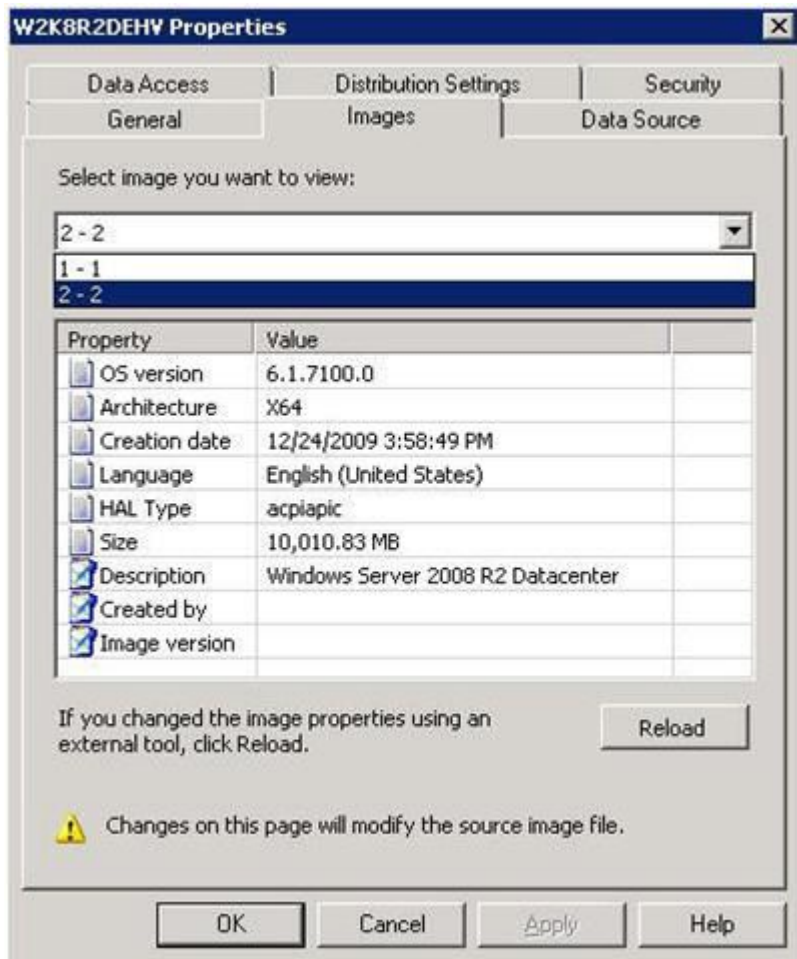 W2K8R2DEHV Properties
Data Access Distribution Settings Security
General Images Data Source
Select image you want to view:
2 - 2
1 - 1
2 - 2
Property Value
OS version 6.1.7100.0
Architecture X64
Creation date 12/24/2009 3:58:49 PM
Language English (United States)
HAL Type acpiapic
Size 10,010.83 MB
Description Windows Server 2008 R2 Datacenter
Created by
Image version
If you changed the image properties using an
external tool, click Reload.
Reload
Changes on this page will modify the source image file.
OK Cancel Apply Help